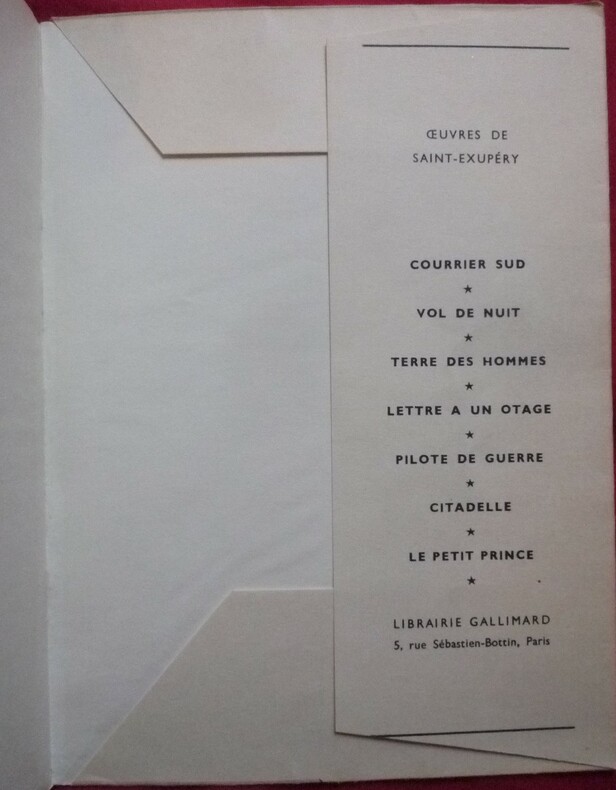 ŒUVRES DE
SAINT-EXUPÉRY
COURRIER SUD
★
VOL DE NUIT
★
TERRE DES HOMMES
★
LETTRE A UN OTAGE
★
PILOTE DE GUERRE
★
CITADELLE
★
LE PETIT PRINCE
★
LIBRAIRIE GALLIMARD
5, rue Sébastien-Bottin, Paris